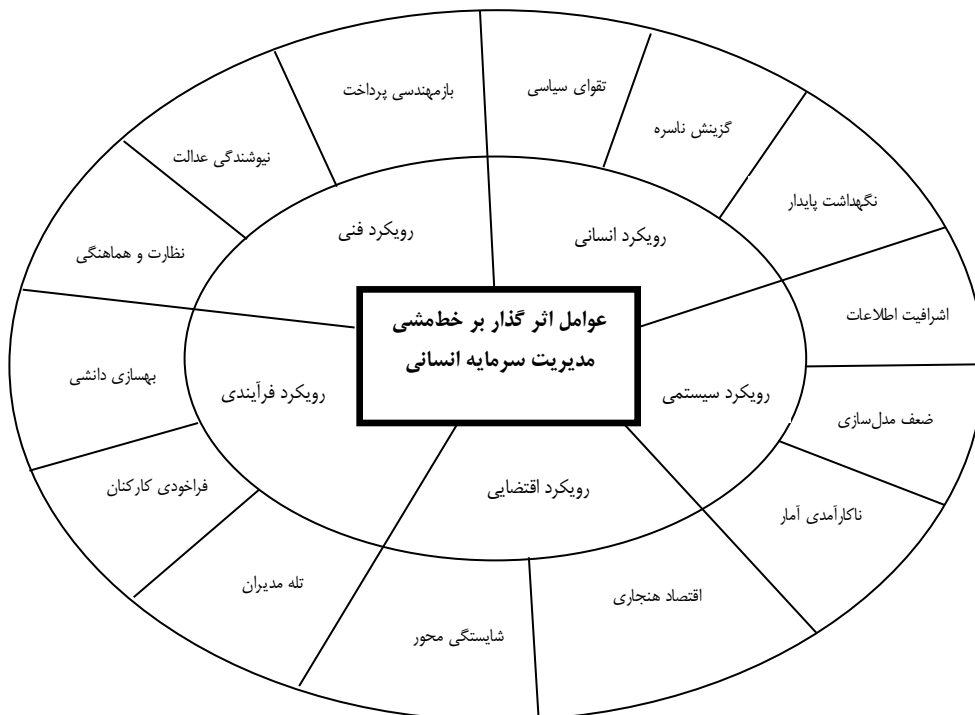 بازمهندسی پرداخت
تقوای سیاسی
گزینش ناسره
نیوشندگی عدالت
نگهداشت پایدار
رویکرد فنی
رویکرد انسانی
نظارت و هماهنگی
عوامل اثر گذار بر خط‌مشی
مدیریت سرمایه انسانی
اشرافیت اطلاعات
بهسازی دانشی
رویکرد فرآیندی
رویکرد سیستمی
ضعف مدل‌سازی
فراخودی کارکنان
رویکرد اقتضایی
ناکارآمدی آمار
تله مدیران
اقتصاد هنجاری
شایستگی محور